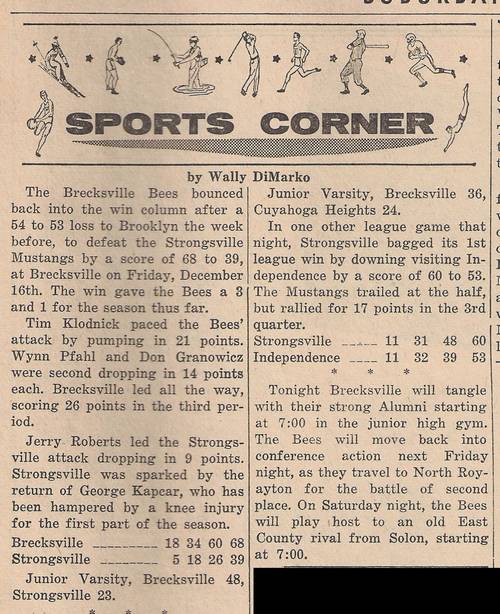 SPORTS CORNER
by Wally DiMarko
The Brecksville Bees bounced
back into the win column after a
54 to 53 loss to Brooklyn the week
before, to defeat the Strongsville
Mustangs by a score of 68 to 39,
at Brecksville on Friday, December
16th. The win gave the Bees a 3
and 1 for the season thus far.
Tim Klodnick paced the Bees'
attack by pumping in 21 points.
Wynn Pfahl and Don Granowicz
were second dropping in 14 points
each. Brecksville led all the way,
scoring 26 points in the third per-
iod.
Jerry Roberts led the Strongs-
ville attack dropping in 9 points.
Strongsville was sparked by the
return of George Kapcar, who has
been hampered by a knee injury
for the first part of the season.
Brecksville _________ 18 34 60 68
Strongsville _________ 5 18 26 39
Junior Varsity, Brecksville 48,
Strongsville 23.
* * *
Junior Varsity, Brecksville 36,
Cuyahoga Heights 24.
In one other league game that
night, Strongsville bagged its 1st
league win by downing visiting In-
dependence by a score of 60 to 53.
The Mustangs trailed at the half,
but rallied for 17 points in the 3rd
quarter.
Strongsville _____ 11 31 48 60
Independence ____ 11 32 39 53
* * *
Tonight Brecksville will tangle
with their strong Alumni starting
at 7:00 in the junior high gym.
The Bees will move back into
conference action next Friday
night, as they travel to North Roy-
ayton for the battle of second
place. On Saturday night, the Bees
will play host to an old East
County rival from Solon, starting
at 7:00.